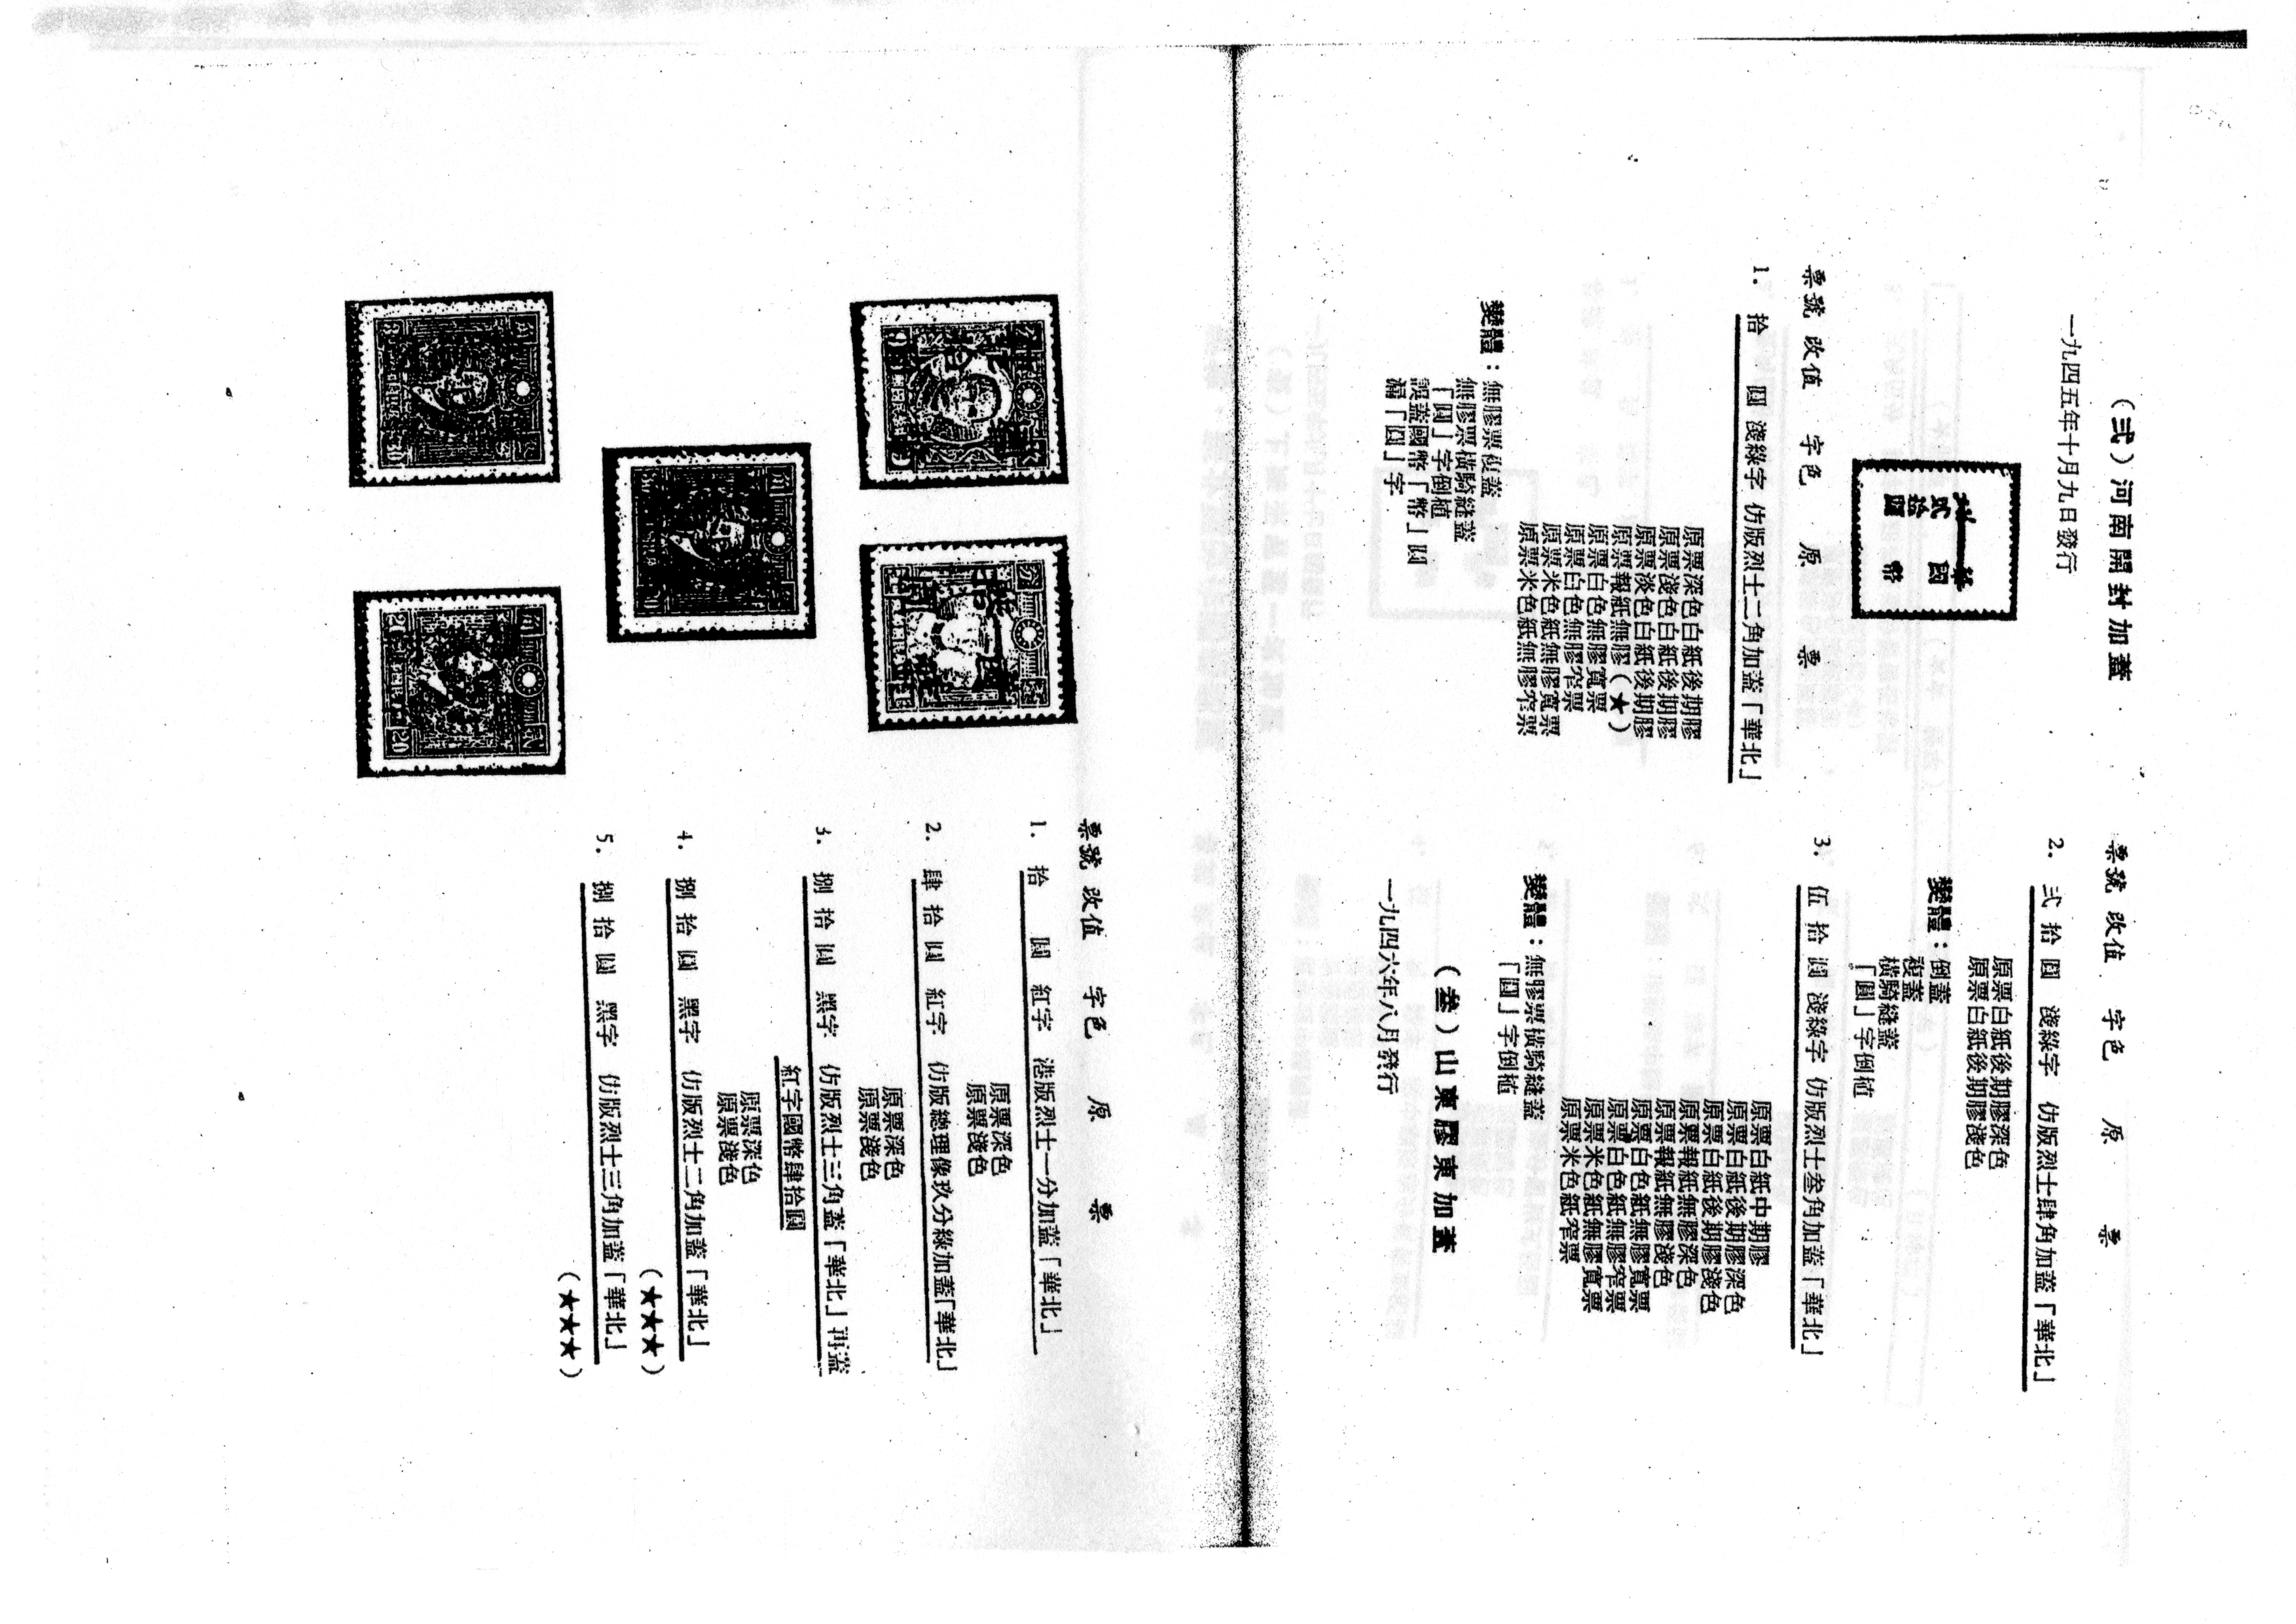 （弍）河南開封加蓋
一九四五年十月九日發行
華北
國
貳拾圓
幣
票號 改值 字色 原 票
1. 拾 圓 淺綠字 仿版烈士二角加蓋「華北」
原票深色白紙後期膠
原票淺色白紙後期膠
原票淡色白紙後期膠
原票報紙無膠（★）
原票白色無膠寬票
原票白色無膠窄票
原票米色紙無膠寬票
原票米色紙無膠窄票
變體：無膠票複蓋
無膠票橫騎縫蓋
「圓」字倒植
誤蓋國幣「幣」圓
漏「圓」字
票號 改值 字色 原 票
2. 弍拾圓 淺綠字 仿版烈士肆角加蓋「華北」
原票白紙後期膠深色
原票白紙後期膠淺色
變體：倒蓋
複蓋
橫騎縫蓋
「圓」字倒植
3. 伍拾圓 淺綠字 仿版烈士叁角加蓋「華北」
原票白紙中期膠
原票白紙後期膠深色
原票白紙後期膠淺色
原票報紙無膠深色
原票報紙無膠淺色
原票白色紙無膠寬票
原票白色紙無膠窄票
原票米色紙無膠寬票
原票米色紙窄票
變體：無膠票橫騎縫蓋
「圓」字倒植
（叁）山東膠東加蓋
一九四六年八月發行
票號 改值 字色 原 票
1. 拾 圓 紅字 港版烈士一分加蓋「華北」
原票深色
原票淺色
2. 肆拾圓 紅字 仿版總理像玖分綠加蓋「華北」
原票深色
原票淺色
3. 捌拾圓 黑字 仿版烈士三角蓋「華北」再蓋
紅字國幣肆拾圓
原票深色
原票淺色
4. 捌拾圓 黑字 仿版烈士二角加蓋「華北」
（★★★）
5. 捌拾圓 黑字 仿版烈士三角加蓋「華北」
（★★★）